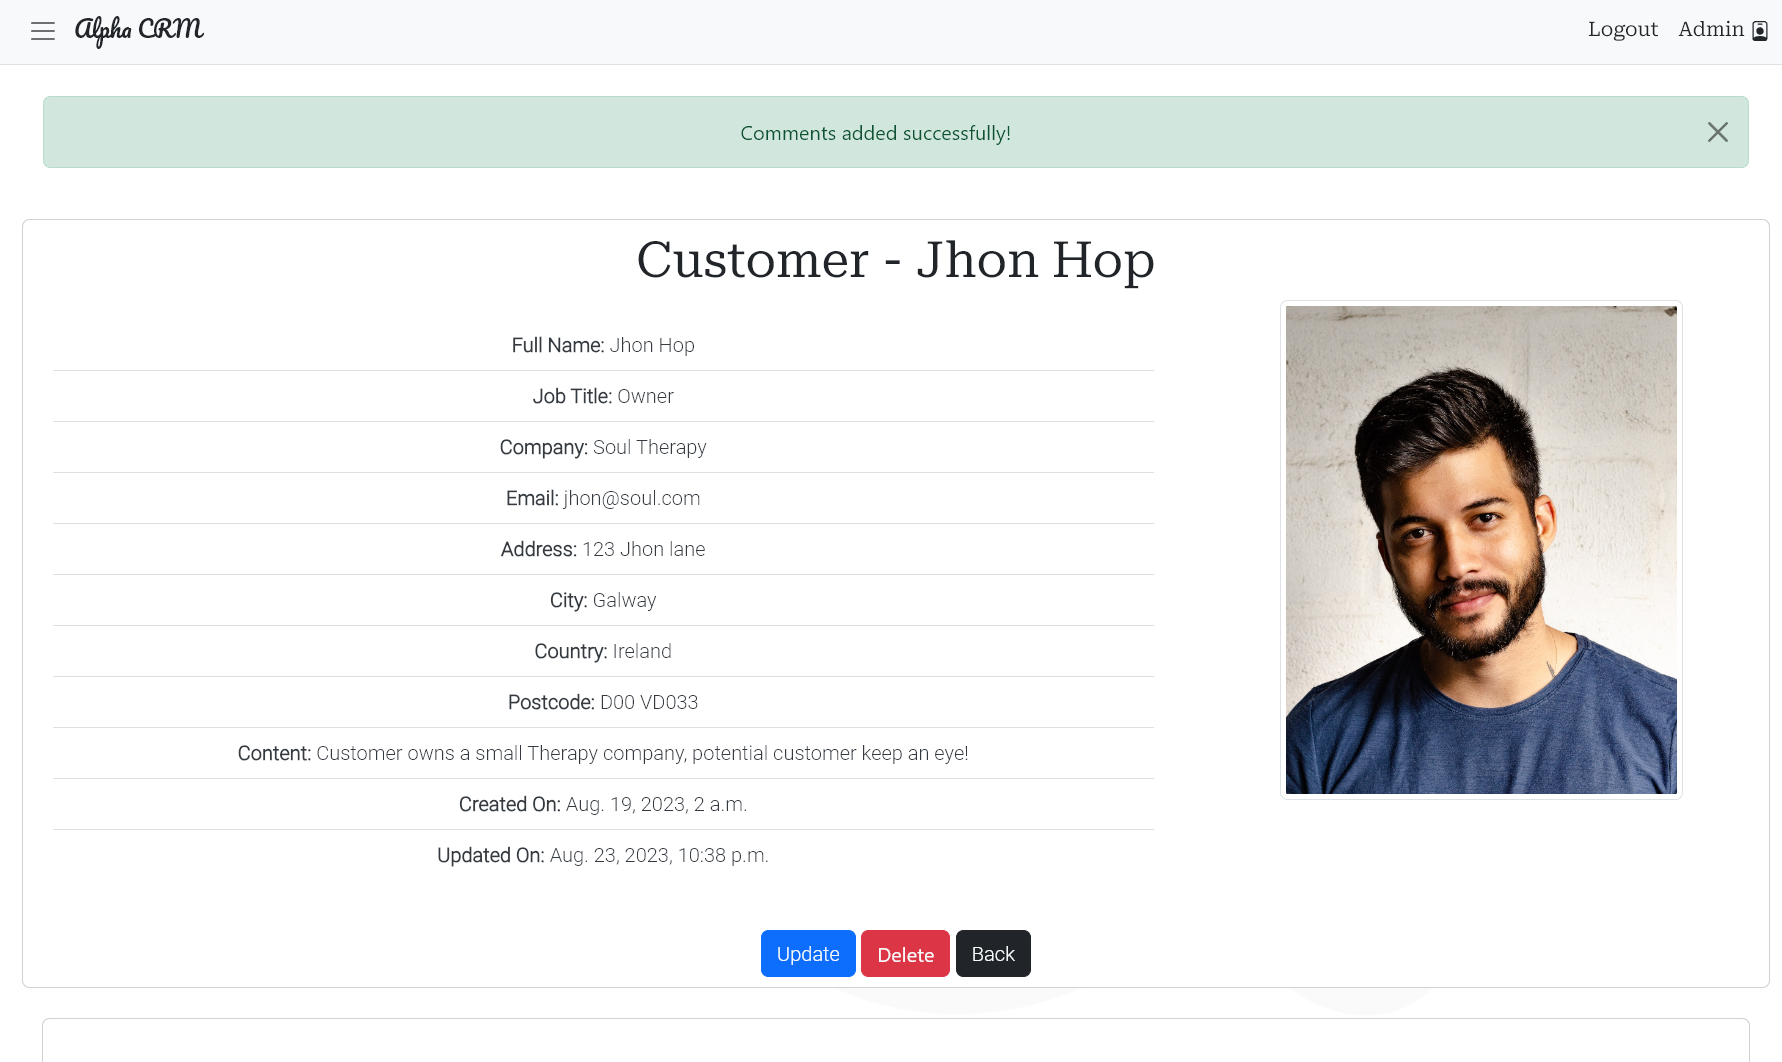 Alpha CRM
Logout Admin
Comments added successfully!
Customer - Jhon Hop
Full Name: Jhon Hop
Job Title: Owner
Company: Soul Therapy
Email: jhon@soul.com
Address: 123 Jhon lane
City: Galway
Country: Ireland
Postcode: D00 VD033
Content: Customer owns a small Therapy company, potential customer keep an eye!
Created On: Aug. 19, 2023, 2 a.m.
Updated On: Aug. 23, 2023, 10:38 p.m.
Update Delete Back